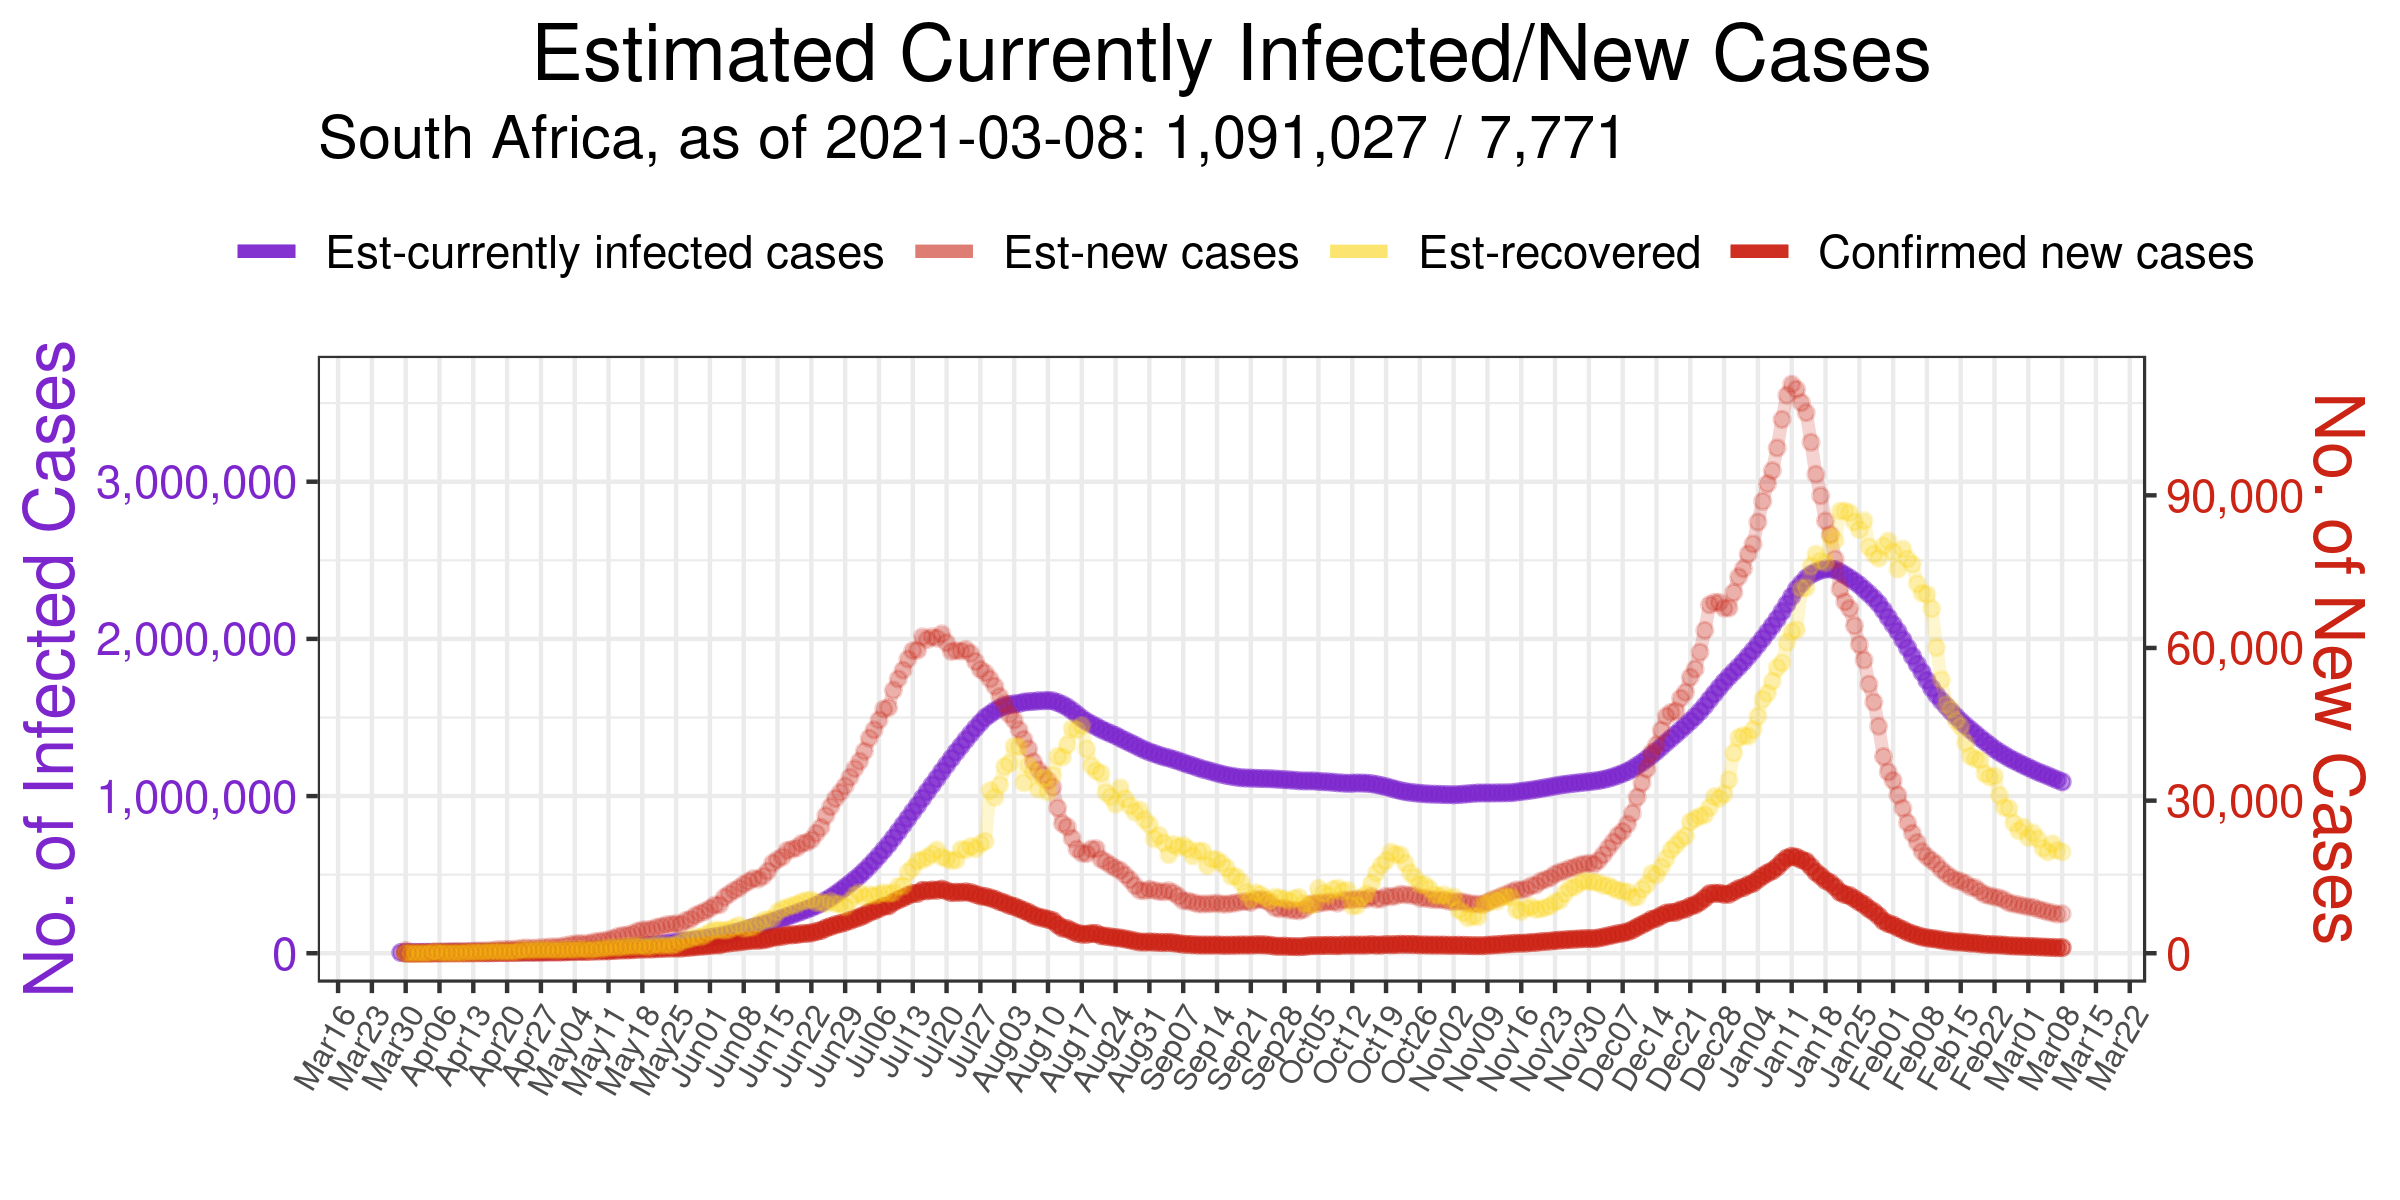 Estimated Currently Infected/New Cases
South Africa, as of 2021-03-08: 1,091,027 / 7,771
Est-currently infected cases Est-new cases Est-recovered Confirmed new cases
No. of Infected Cases
3,000,000
2,000,000
1,000,000
0
90,000
60,000
30,000
0
No. of New Cases
Mar16 Mar23 Mar30 Apr06 Apr13 Apr20 Apr27 May04 May11 May18 May25 Jun01 Jun08 Jun15 Jun22 Jun29 Jul06 Jul13 Jul20 Jul27 Aug03 Aug10 Aug17 Aug24 Aug31 Sep07 Sep14 Sep21 Sep28 Oct05 Oct12 Oct19 Oct26 Nov02 Nov09 Nov16 Nov23 Nov30 Dec07 Dec14 Dec21 Dec28 Jan04 Jan11 Jan18 Jan25 Feb01 Feb08 Feb15 Feb22 Mar01 Mar08 Mar15 Mar22